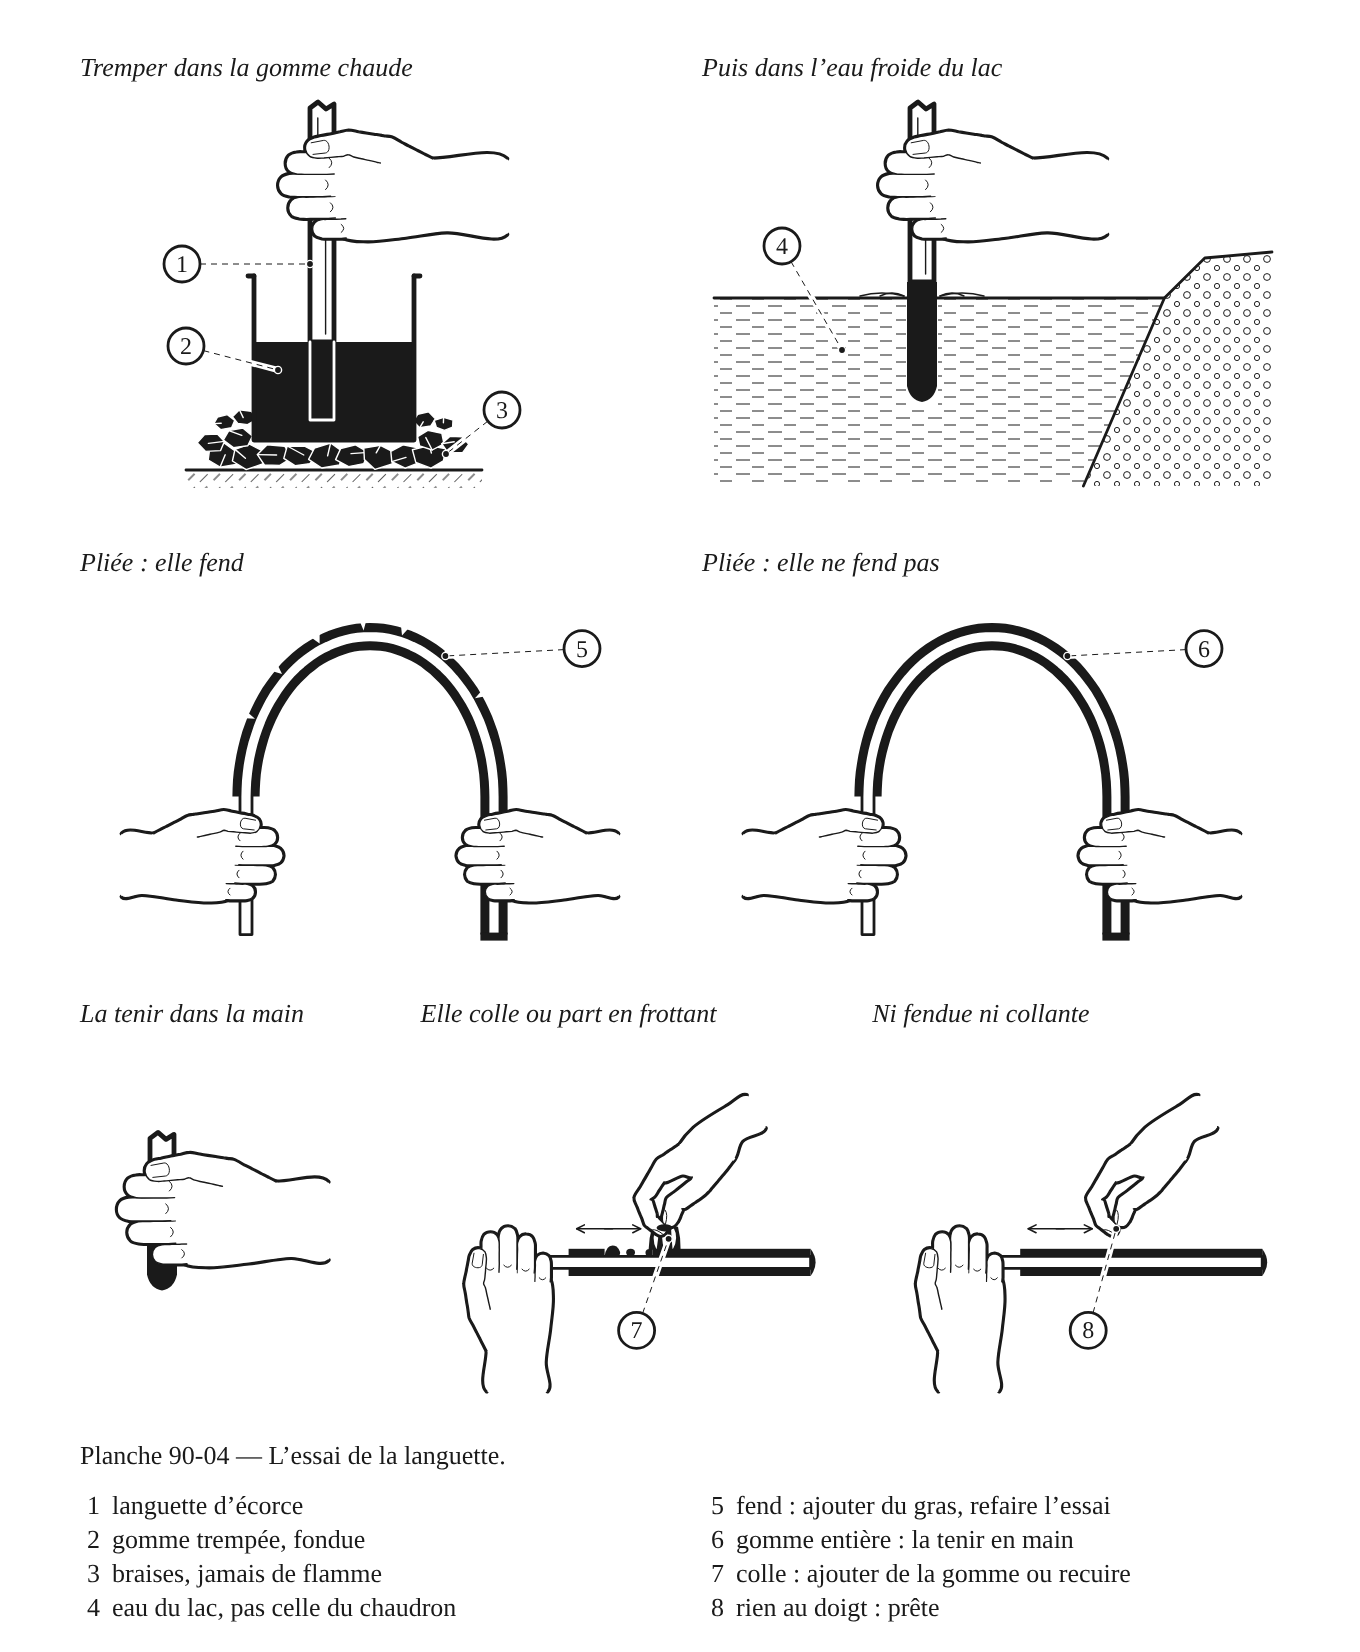 Tremper dans la gomme chaude
Puis dans l’eau froide du lac
1
2
3
4
Pliée : elle fend
Pliée : elle ne fend pas
5
6
La tenir dans la main
Elle colle ou part en frottant
Ni fendue ni collante
7
8
Planche 90-04 — L’essai de la languette.
1 languette d’écorce
2 gomme trempée, fondue
3 braises, jamais de flamme
4 eau du lac, pas celle du chaudron
5 fend : ajouter du gras, refaire l’essai
6 gomme entière : la tenir en main
7 colle : ajouter de la gomme ou recuire
8 rien au doigt : prête